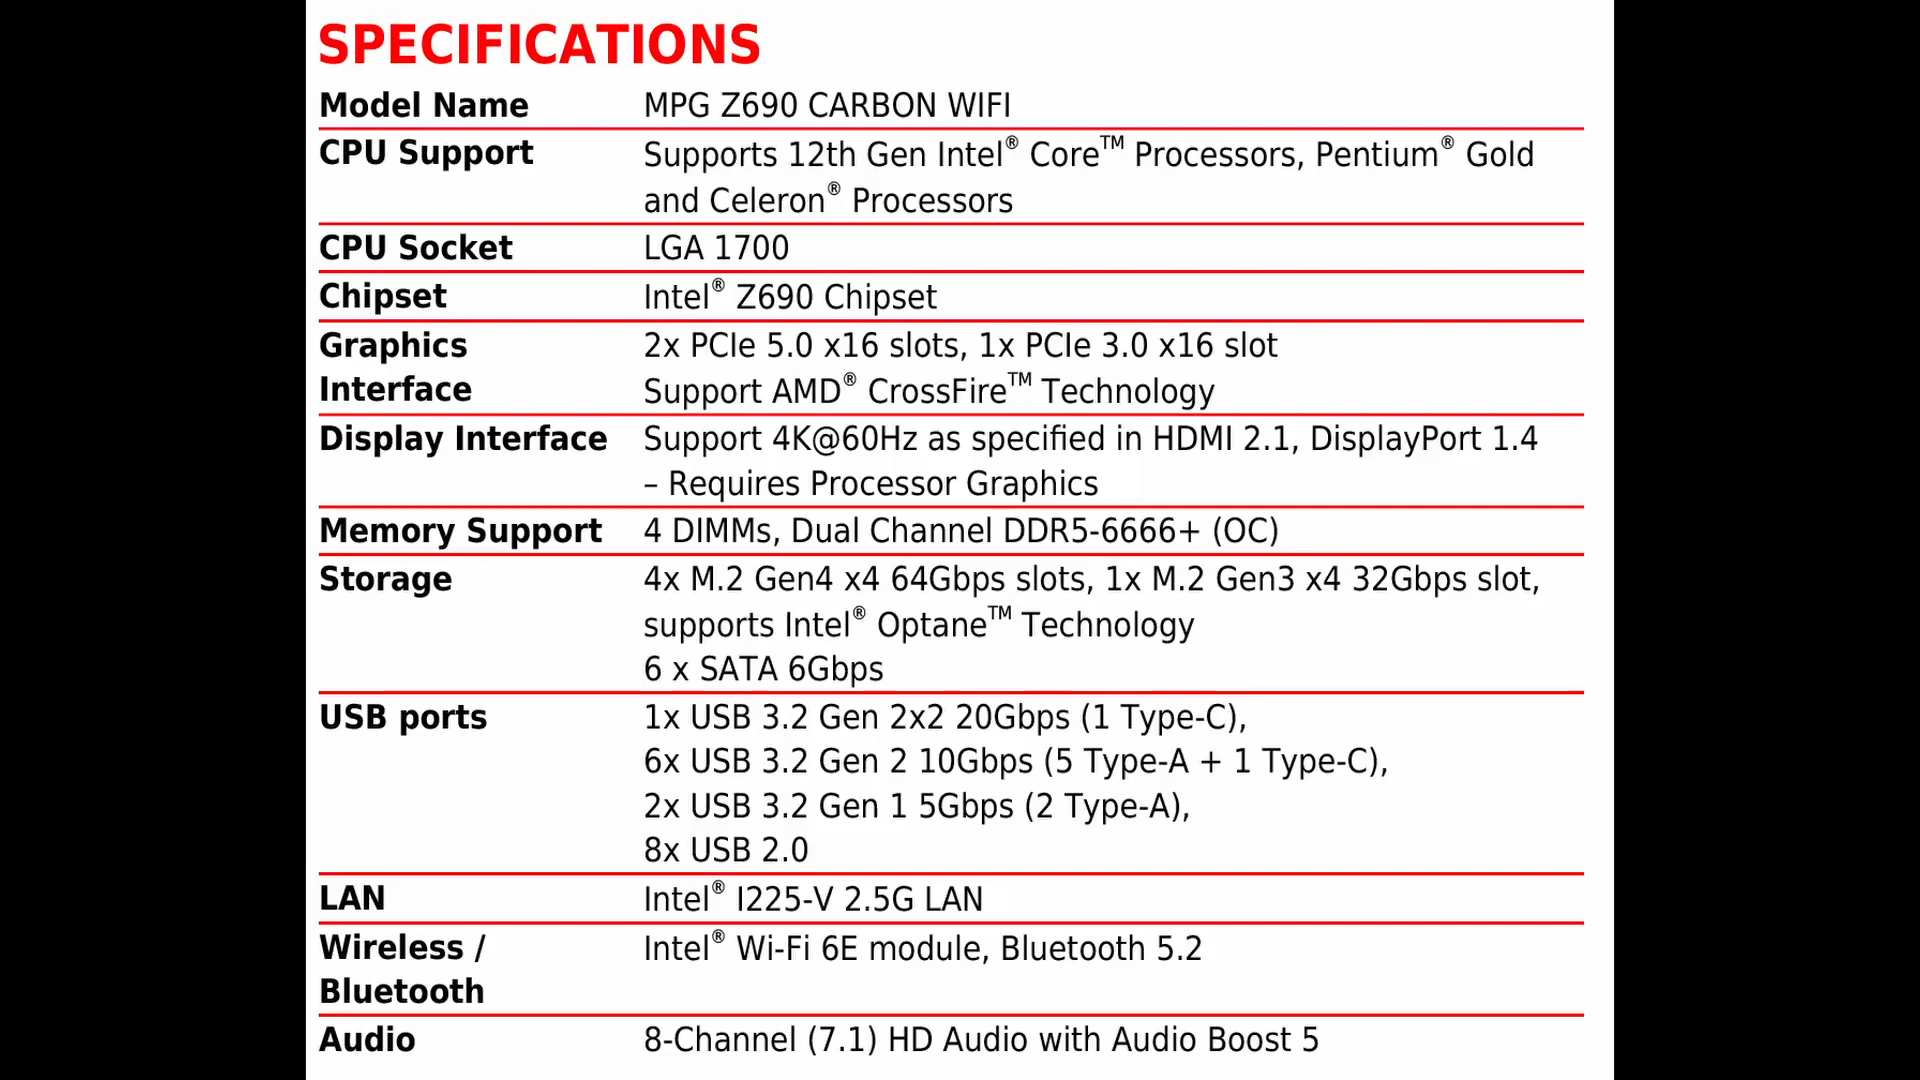 SPECIFICATIONS
Model Name MPG Z690 CARBON WIFI
CPU Support Supports 12th Gen Intel® Core™ Processors, Pentium® Gold
and Celeron® Processors
CPU Socket LGA 1700
Chipset Intel® Z690 Chipset
Graphics 2x PCIe 5.0 x16 slots, 1x PCIe 3.0 x16 slot
Interface Support AMD® CrossFire™ Technology
Display Interface Support 4K@60Hz as specified in HDMI 2.1, DisplayPort 1.4
– Requires Processor Graphics
Memory Support 4 DIMMs, Dual Channel DDR5-6666+ (OC)
Storage 4x M.2 Gen4 x4 64Gbps slots, 1x M.2 Gen3 x4 32Gbps slot,
supports Intel® Optane™ Technology
6 x SATA 6Gbps
USB ports 1x USB 3.2 Gen 2x2 20Gbps (1 Type-C),
6x USB 3.2 Gen 2 10Gbps (5 Type-A + 1 Type-C),
2x USB 3.2 Gen 1 5Gbps (2 Type-A),
8x USB 2.0
LAN Intel® I225-V 2.5G LAN
Wireless / Intel® Wi-Fi 6E module, Bluetooth 5.2
Bluetooth
Audio 8-Channel (7.1) HD Audio with Audio Boost 5